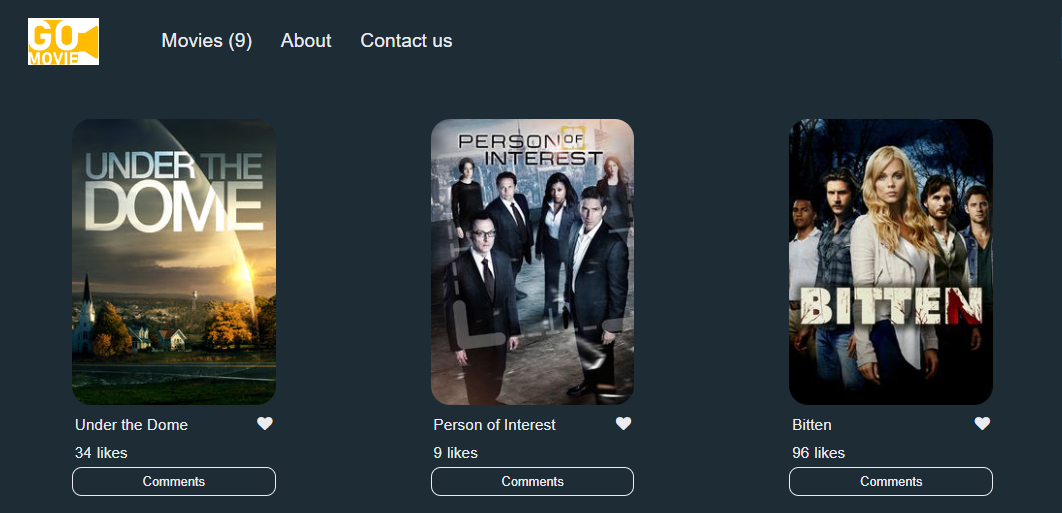 GO
MOVIE
Movies (9)
About
Contact us
UNDER THE
DOME
PERSON OF
INTEREST
BITTEN
Under the Dome
Person of Interest
Bitten
34 likes
9 likes
96 likes
Comments
Comments
Comments